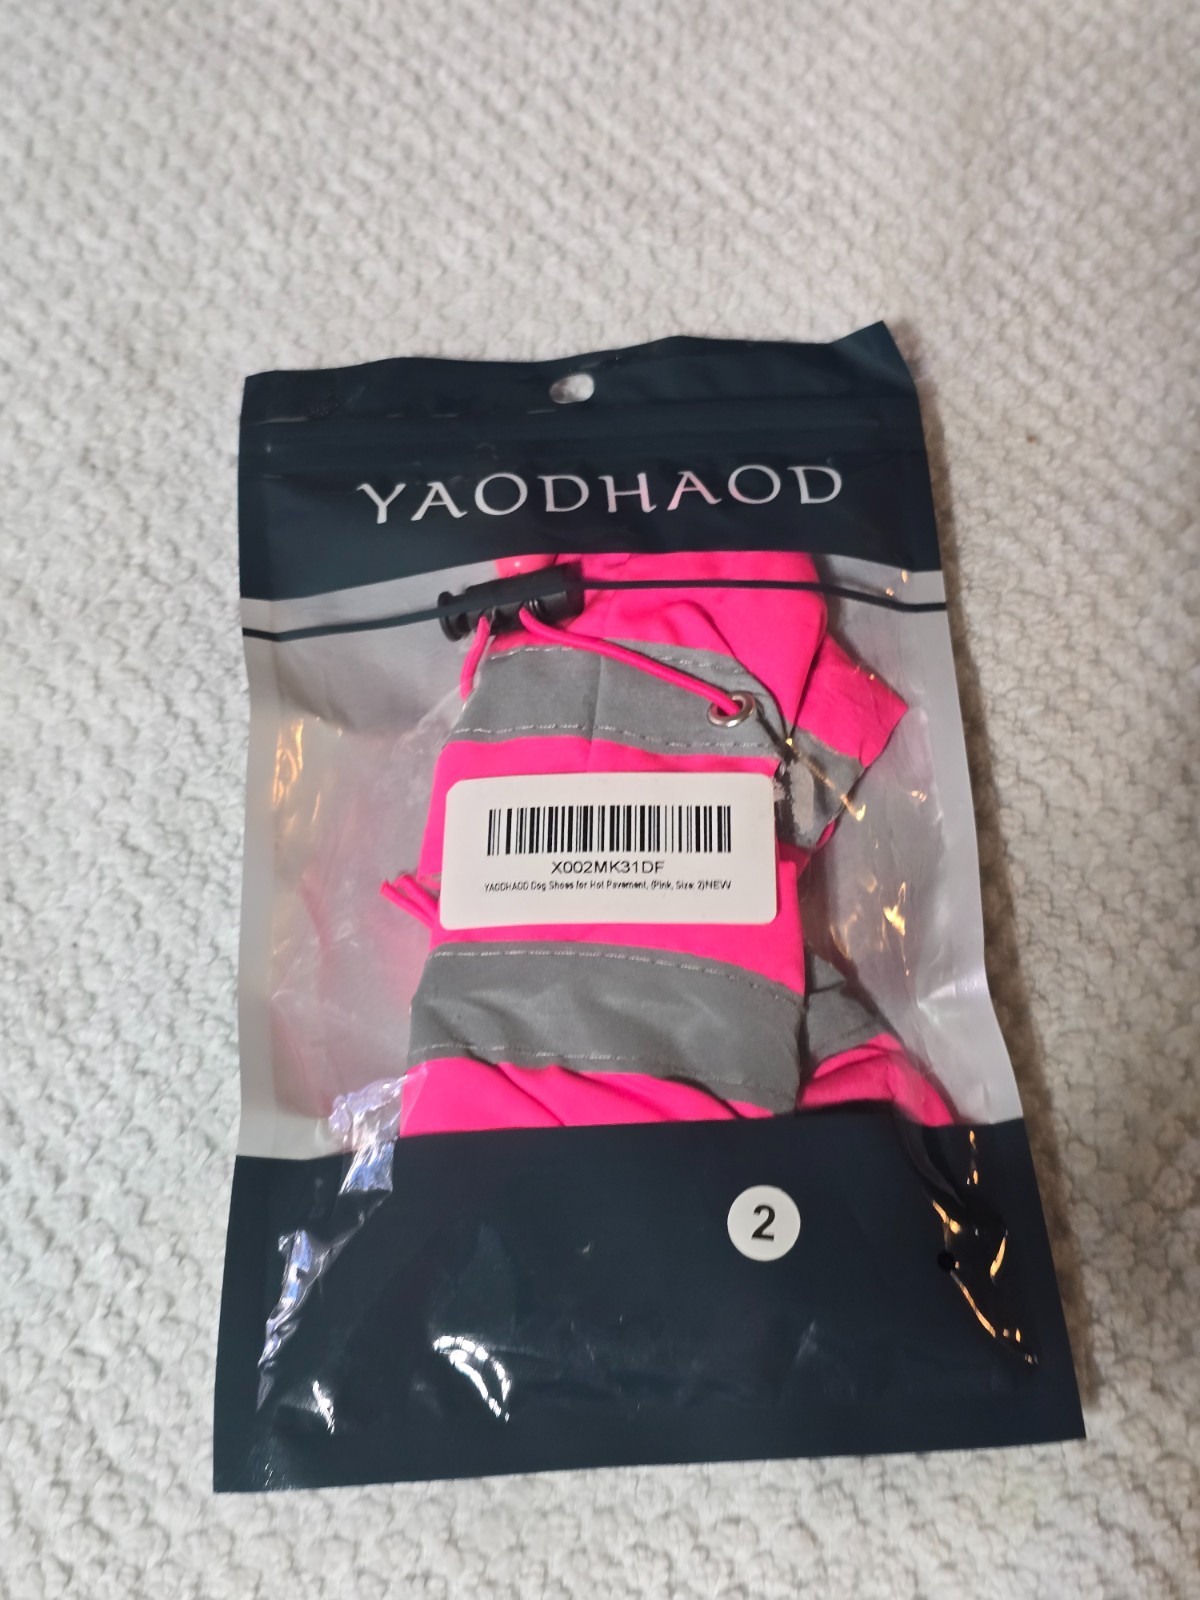 YAODHAOD
X002MK31DF
YAODHAOD Dog Shoes for Hot Pavement, (Pink, Size: 2)NEW
2